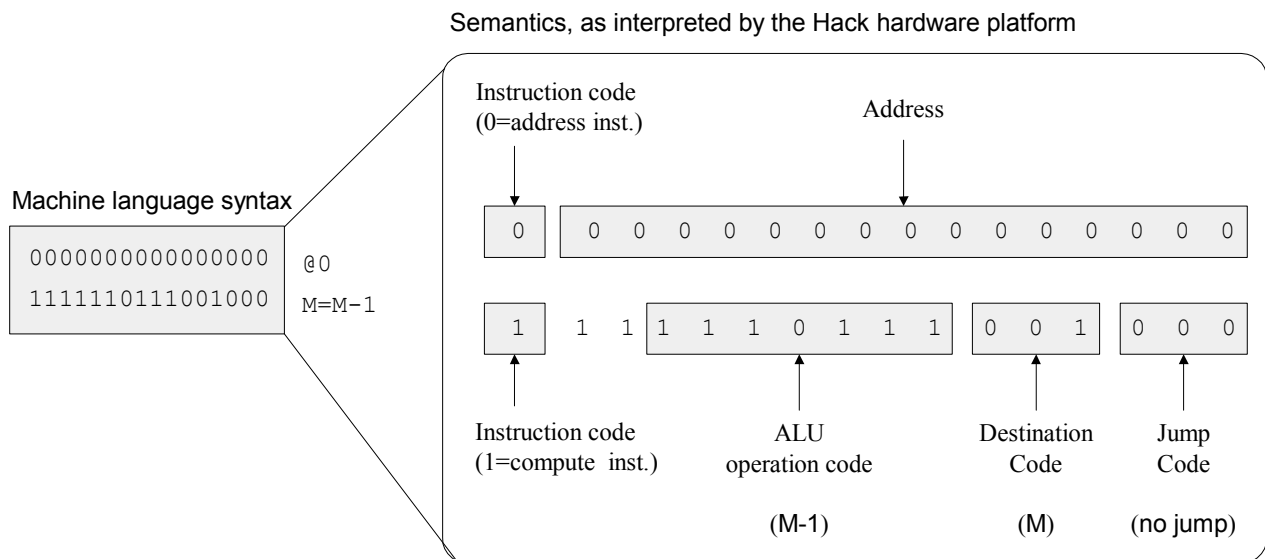 Semantics, as interpreted by the Hack hardware platform
Instruction code
(0=address inst.)
Address
Machine language syntax
0000000000000000
@0
1111110111001000
M=M-1
0 0 0 0 0 0 0 0 0 0 0 0 0 0 0 0
1 1 1 1 1 1 0 1 1 1 0 0 1 0 0 0
Instruction code
(1=compute inst.)
ALU
operation code
(M-1)
Destination
Code
(M)
Jump
Code
(no jump)